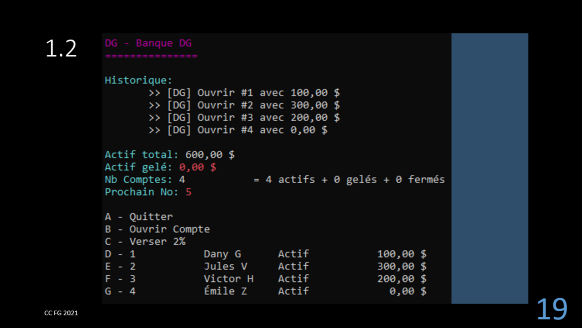 1.2
DG - Banque DG
===============
Historique:
>> [DG] Ouvrir #1 avec 100,00 $
>> [DG] Ouvrir #2 avec 300,00 $
>> [DG] Ouvrir #3 avec 200,00 $
>> [DG] Ouvrir #4 avec 0,00 $
Actif total: 600,00 $
Actif gelé: 0,00 $
Nb Comptes: 4 = 4 actifs + 0 gelés + 0 fermés
Prochain No: 5
A - Quitter
B - Ouvrir Compte
C - Verser 2%
D - 1 Dany G Actif 100,00 $
E - 2 Jules V Actif 300,00 $
F - 3 Victor H Actif 200,00 $
G - 4 Émile Z Actif 0,00 $
CC FG 2021
19